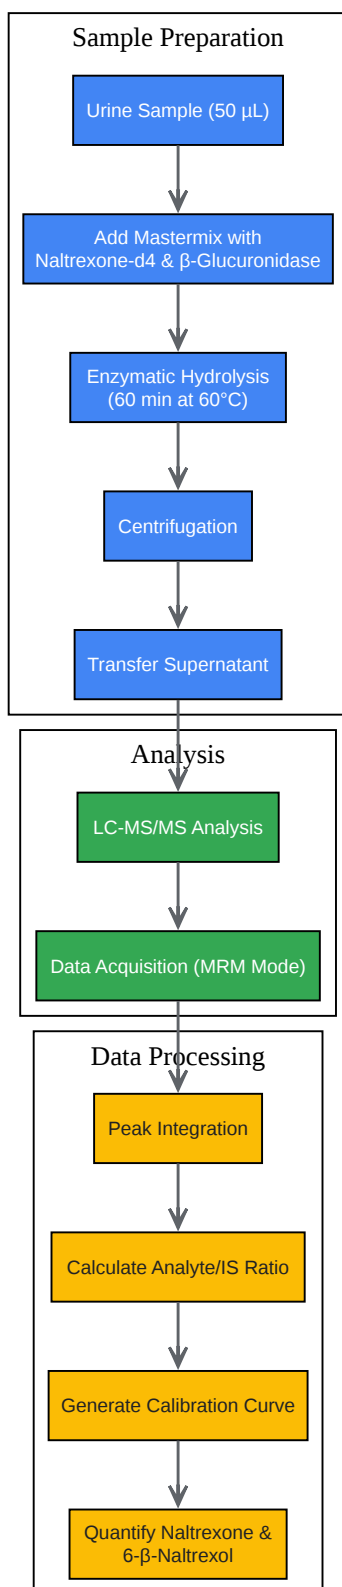 Sample Preparation
Urine Sample (50 µL)
Add Mastermix with
Naltrexone-d4 & β-Glucuronidase
Enzymatic Hydrolysis
(60 min at 60°C)
Centrifugation
Transfer Supernatant
Analysis
LC-MS/MS Analysis
Data Acquisition (MRM Mode)
Data Processing
Peak Integration
Calculate Analyte/IS Ratio
Generate Calibration Curve
Quantify Naltrexone &
6-β-Naltrexol